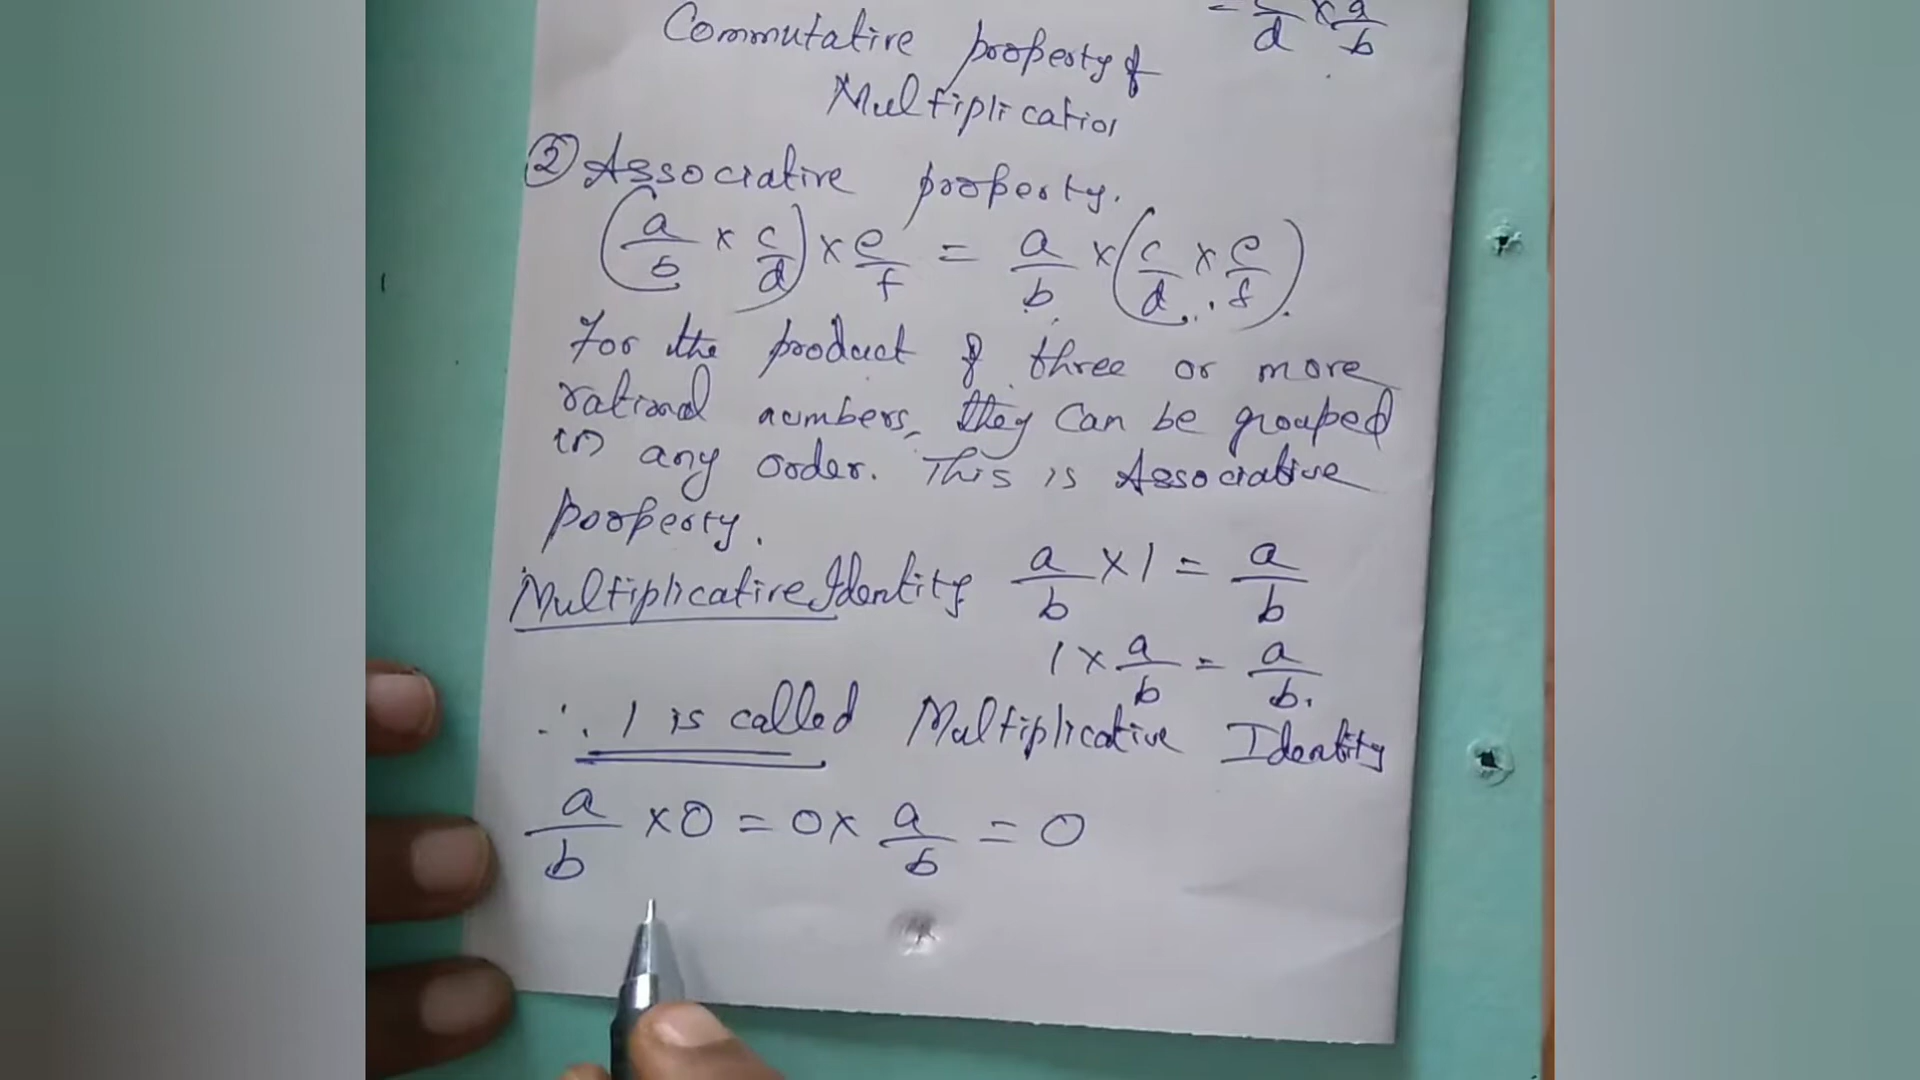 = c/d × a/b
Commutative property of
Multiplication
② Associative property.
(a/b × c/d) × e/f = a/b × (c/d × e/f).
For the product of three or more
rational numbers, they can be grouped
in any order. This is Associative
property.
Multiplicative Identity a/b × 1 = a/b
1 × a/b = a/b.
∴ 1 is called Multiplicative Identity
a/b × 0 = 0 × a/b = 0